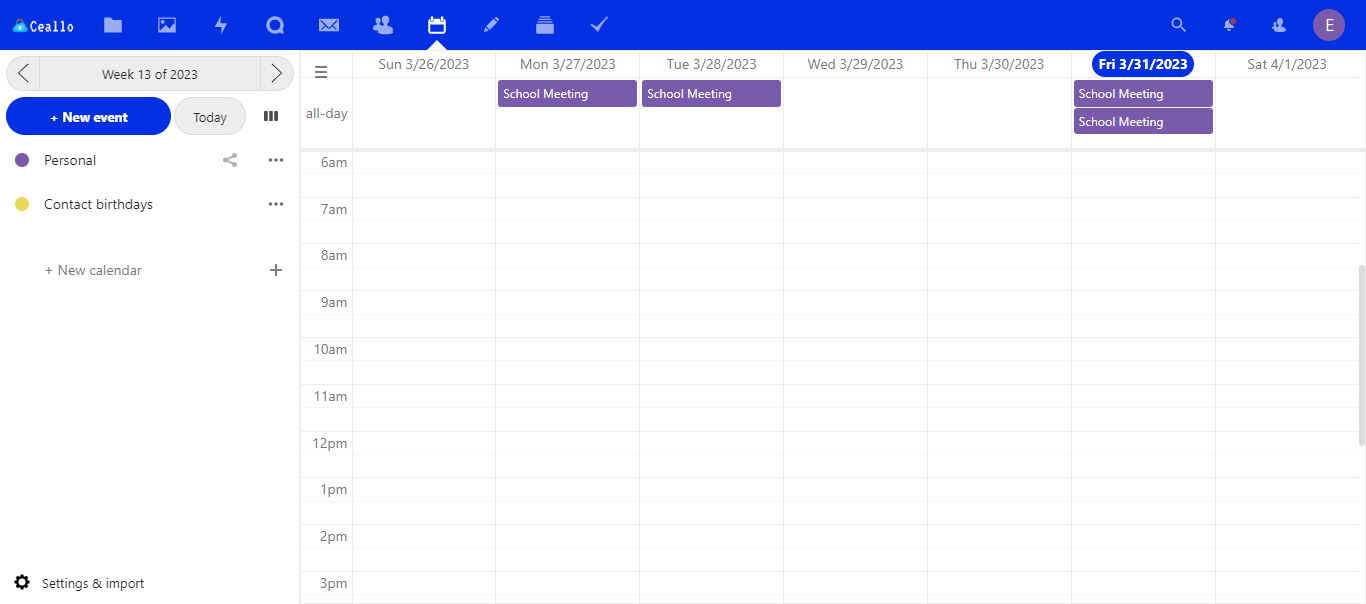 Ceallo
E
Week 13 of 2023
+ New event
Today
Personal
Contact birthdays
+ New calendar
Settings & import
Sun 3/26/2023 Mon 3/27/2023 Tue 3/28/2023 Wed 3/29/2023 Thu 3/30/2023 Fri 3/31/2023 Sat 4/1/2023
all-day
School Meeting School Meeting School Meeting
School Meeting
6am
7am
8am
9am
10am
11am
12pm
1pm
2pm
3pm